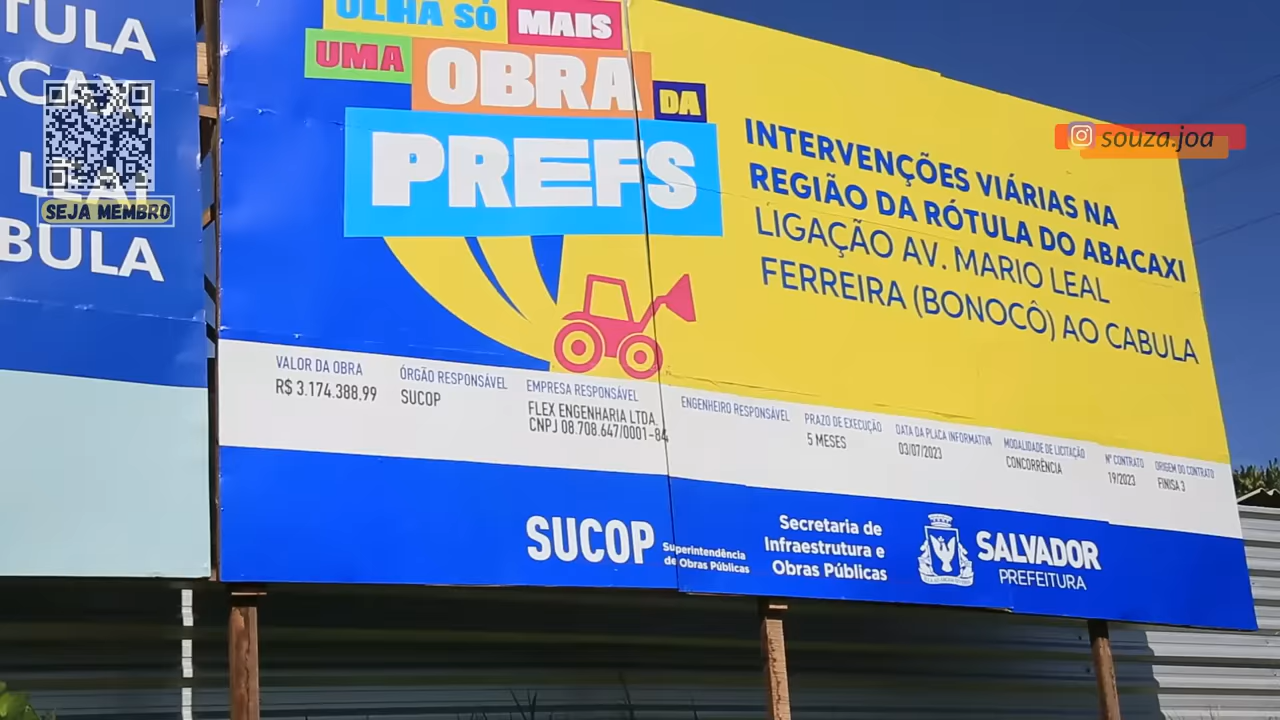 TULA
LEAL
BULA
SEJA MEMBRO
OLHA SÓ
MAIS
UMA
OBRA
DA
PREFS
INTERVENÇÕES VIÁRIAS NA
REGIÃO DA RÓTULA DO ABACAXI
LIGAÇÃO AV. MARIO LEAL
FERREIRA (BONOCÔ) AO CABULA
souza.joa
VALOR DA OBRA
R$ 3.174.388,99
ÓRGÃO RESPONSÁVEL
SUCOP
EMPRESA RESPONSÁVEL
FLEX ENGENHARIA LTDA.
CNPJ 08.708.647/0001-84
ENGENHEIRO RESPONSÁVEL
PRAZO DE EXECUÇÃO
5 MESES
DATA DA PLACA INFORMATIVA
03/07/2023
MODALIDADE DE LICITAÇÃO
CONCORRÊNCIA
Nº CONTRATO
19/2023
ORIGEM DO CONTRATO
FINISA 3
SUCOP
Superintendência
de Obras Públicas
Secretaria de
Infraestrutura e
Obras Públicas
SALVADOR
PREFEITURA